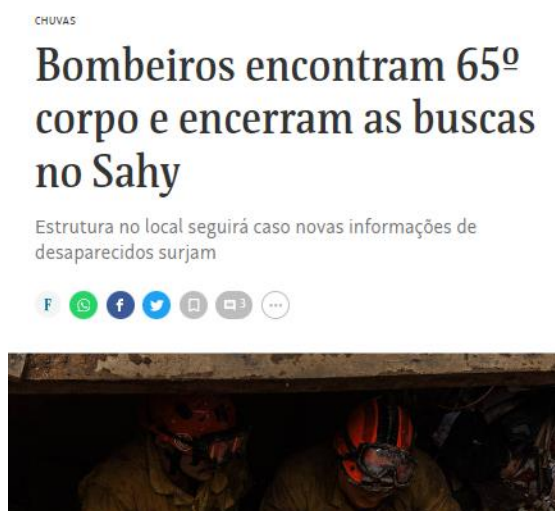 CHUVAS
Bombeiros encontram 65º
corpo e encerram as buscas
no Sahy
Estrutura no local seguirá caso novas informações de
desaparecidos surjam
F
3